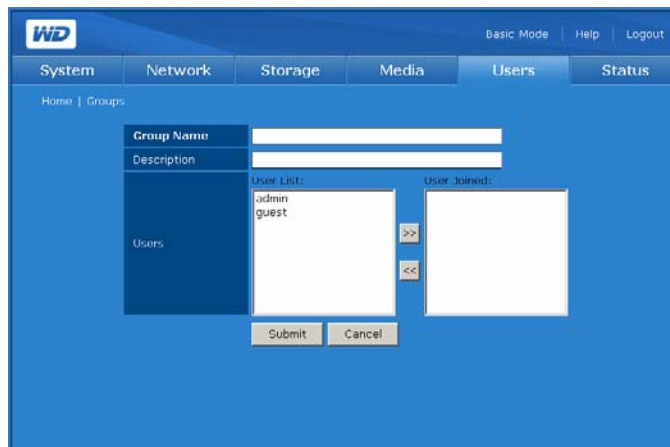 WD
Basic Mode | Help | Logout
System Network Storage Media Users Status
Home | Groups
Group Name
Description
User List: User Joined:
admin
guest
Users
>>
<<
Submit Cancel